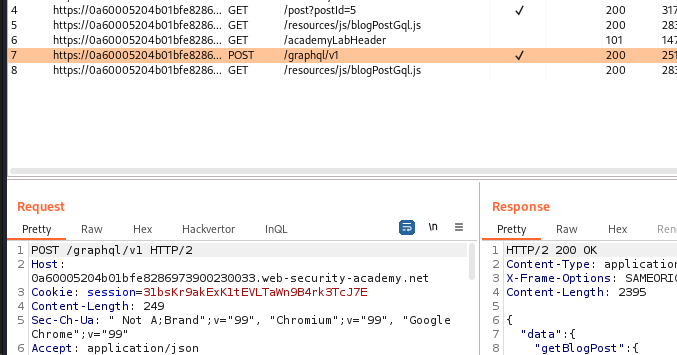 4 https://0a60005204b01bfe8286... GET /post?postId=5 ✓ 200 317
5 https://0a60005204b01bfe8286... GET /resources/js/blogPostGql.js 200 283
6 https://0a60005204b01bfe8286... GET /academyLabHeader 101 147
7 https://0a60005204b01bfe8286... POST /graphql/v1 ✓ 200 251
8 https://0a60005204b01bfe8286... GET /resources/js/blogPostGql.js 200 283
Request
Pretty Raw Hex Hackvertor InQL \n
1 POST /graphql/v1 HTTP/2
2 Host:
0a60005204b01bfe8286973900230033.web-security-academy.net
3 Cookie: session=31bsKr9akExK1tEVLTaWn9B4rk3TcJ7E
4 Content-Length: 249
5 Sec-Ch-Ua: " Not A;Brand";v="99", "Chromium";v="99", "Google
Chrome";v="99"
6 Accept: application/json
Response
Pretty Raw Hex Rend
1 HTTP/2 200 OK
2 Content-Type: application
3 X-Frame-Options: SAMEORIG
4 Content-Length: 2395
5
6 {
7 "data":{
8 "getBlogPost":{